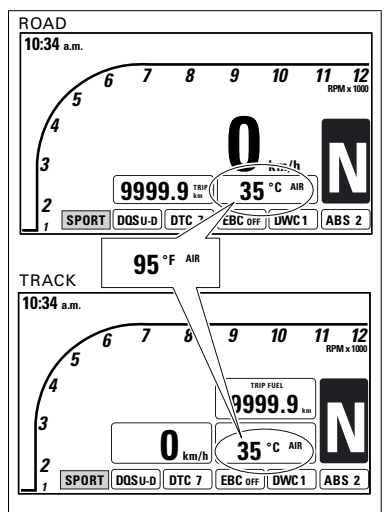 ROAD
10:34 a.m.
6 7 8 9 10 11 12
RPM x 1000
5
4
0 km/h
N
3
9999.9 TRIP km
35 °C AIR
2
1
SPORT DQS U-D DTC 7 EBC OFF DWC 1 ABS 2
95 °F AIR
TRACK
10:34 a.m.
6 7 8 9 10 11 12
RPM x 1000
5
4
TRIP FUEL
9999.9 km
N
3
0 km/h
35 °C AIR
2
1
SPORT DQS U-D DTC 7 EBC OFF DWC 1 ABS 2